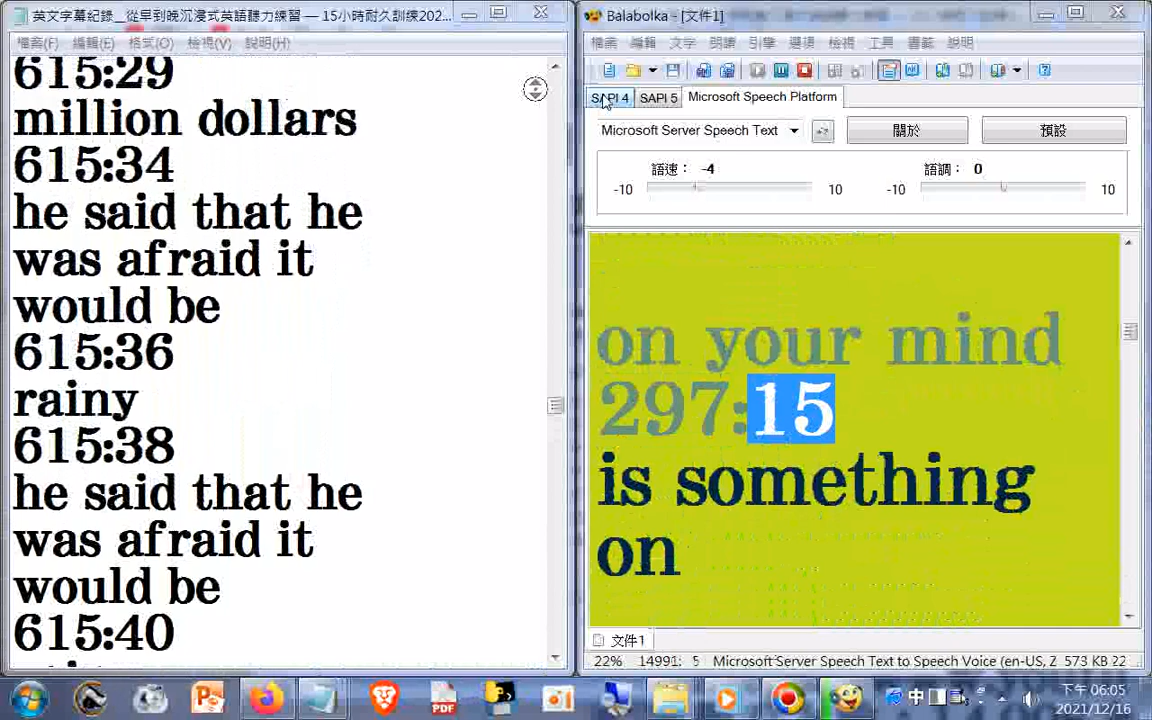 英文字幕紀錄__從早到晚沉浸式英語聽力練習 — 15小時耐久訓練202...
檔案(F) 編輯(E) 格式(O) 檢視(V) 說明(H)
615:29
million dollars
615:34
he said that he
was afraid it
would be
615:36
rainy
615:38
he said that he
was afraid it
would be
615:40
Balabolka - [文件1]
檔案 編輯 文字 朗讀 引擎 選項 檢視 工具 書籤 說明
SAPI 4 SAPI 5 Microsoft Speech Platform
Microsoft Server Speech Text 關於 預設
語速: -4 語調: 0
-10 10 -10 10
on your mind
297:15
is something
on
文件1
22% 14991: 5 Microsoft Server Speech Text to Speech Voice (en-US, Z 573 KB 22
PDF 中 下午 06:05
2021/12/16